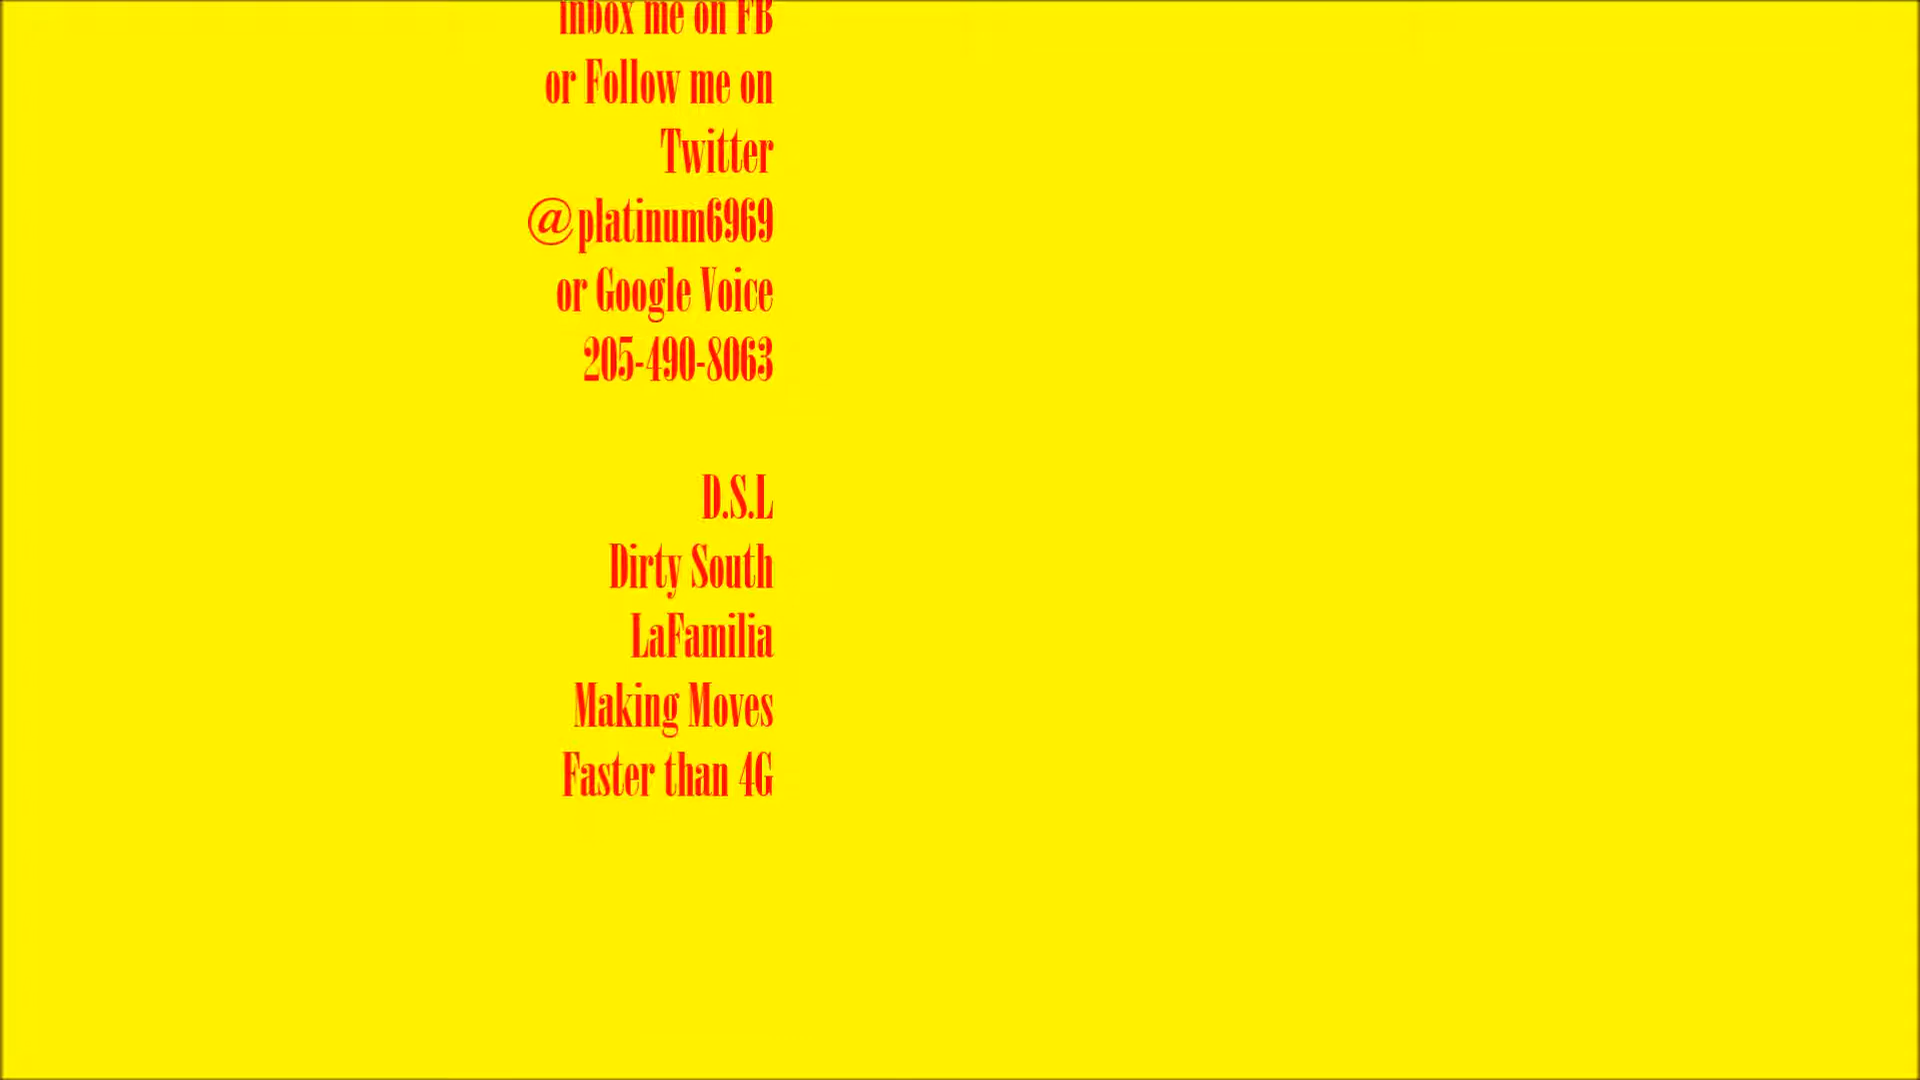 inbox me on FB
or Follow me on
Twitter
@platinum6969
or Google Voice
205-490-8063
D.S.L
Dirty South
LaFamilia
Making Moves
Faster than 4G